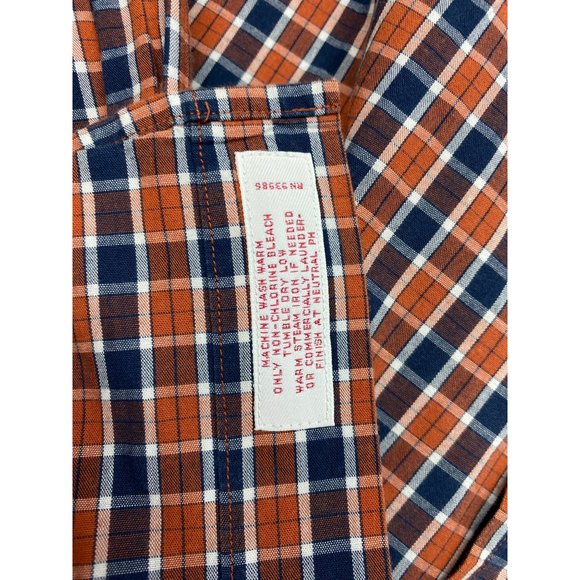 RN 93985
MACHINE WASH WARM
ONLY NON-CHLORINE BLEACH
TUMBLE DRY LOW
WARM STEAM IRON IF NEEDED
OR COMMERCIALLY LAUNDER-
FINISH AT NEUTRAL PH